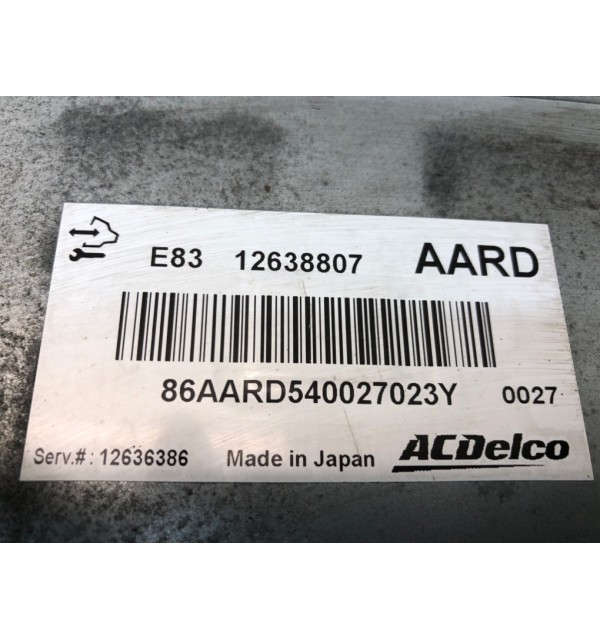 E83 12638807 AARD
86AARD540027023Y 0027
Serv.#: 12636386 Made in Japan ACDelco